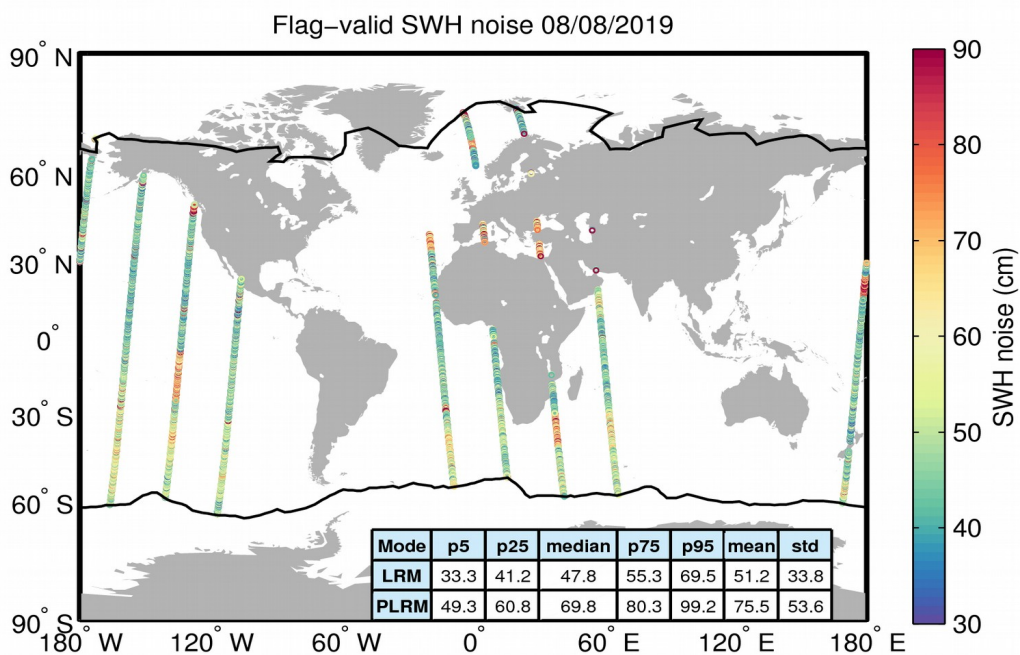 Flag−valid SWH noise 08/08/2019
90° N
60° N
30° N
0°
30° S
60° S
90° S
180° W
120° W
60° W
0°
60° E
120° E
180° E
90
80
70
60
50
40
30
SWH noise (cm)
Mode p5 p25 median p75 p95 mean std
LRM 33.3 41.2 47.8 55.3 69.5 51.2 33.8
PLRM 49.3 60.8 69.8 80.3 99.2 75.5 53.6